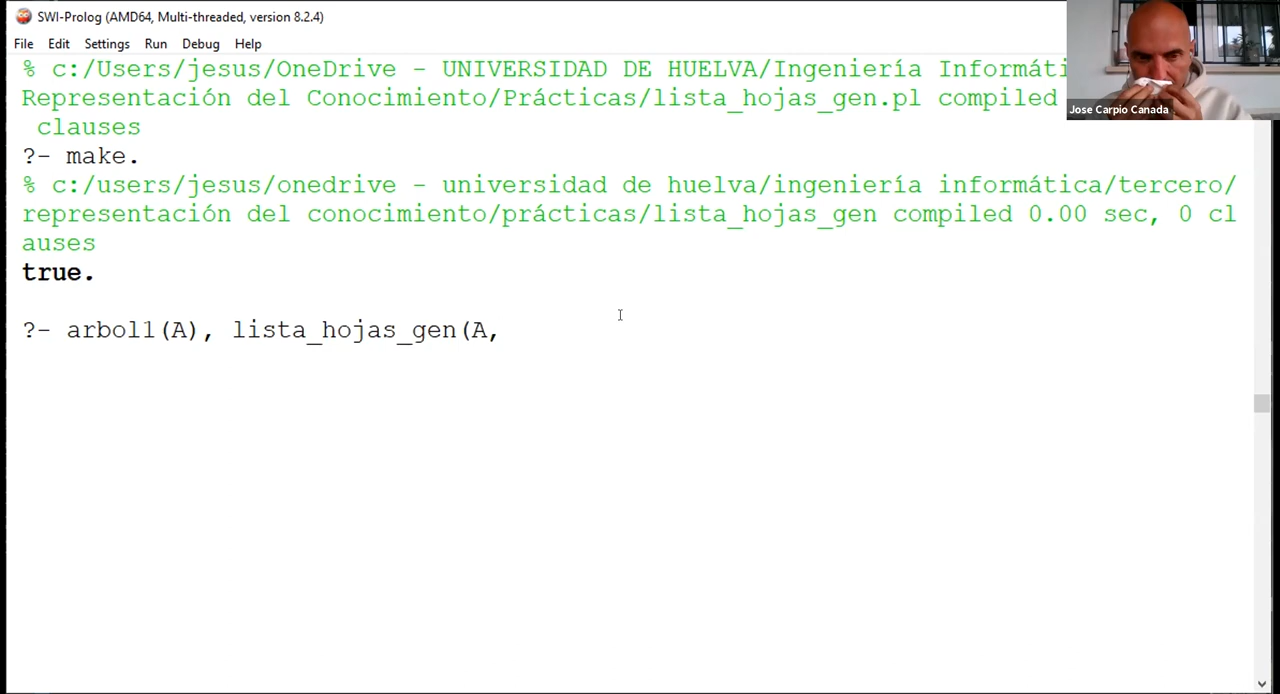 SWI-Prolog (AMD64, Multi-threaded, version 8.2.4)
File Edit Settings Run Debug Help
% c:/Users/jesus/OneDrive - UNIVERSIDAD DE HUELVA/Ingeniería Informáti
Representación del Conocimiento/Prácticas/lista_hojas_gen.pl compiled
clauses
?- make.
% c:/users/jesus/onedrive - universidad de huelva/ingeniería informática/tercero/
representación del conocimiento/prácticas/lista_hojas_gen compiled 0.00 sec, 0 cl
auses
true.
?- arbol1(A), lista_hojas_gen(A,
Jose Carpio Canada